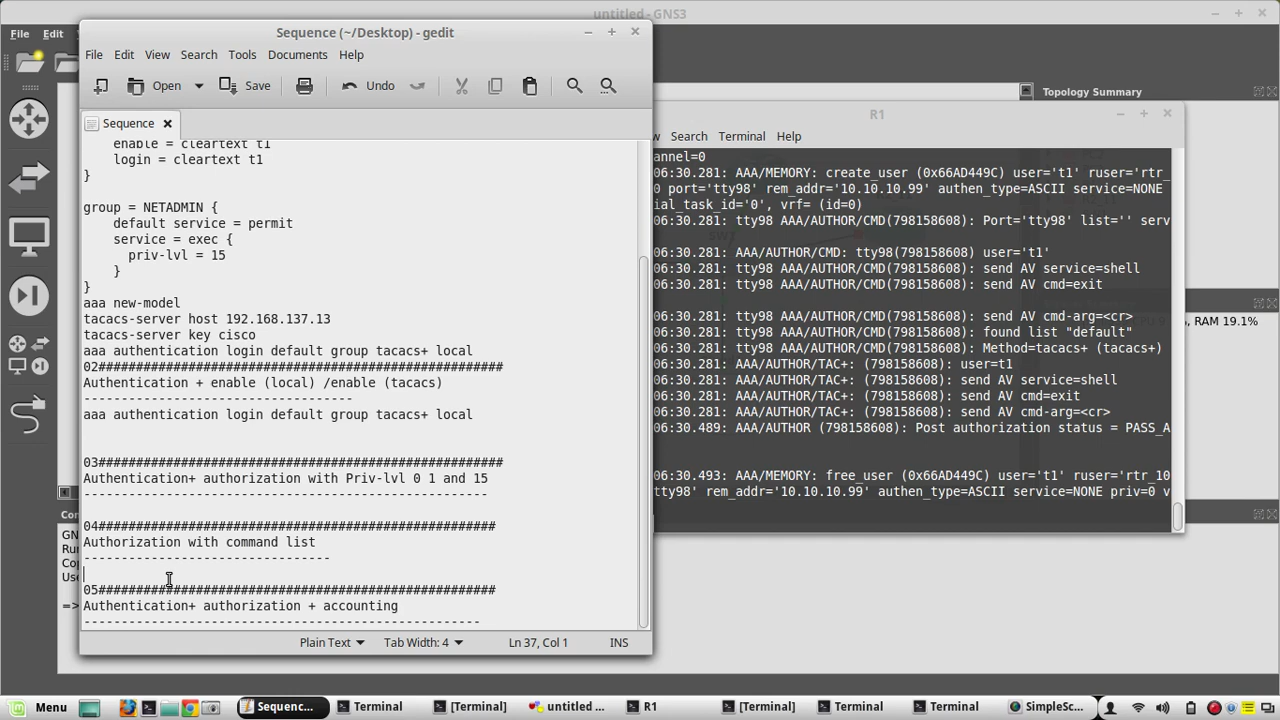 untitled - GNS3
File Edit
Sequence (~/Desktop) - gedit
File Edit View Search Tools Documents Help
Open Save Undo
Sequence
enable = cleartext t1
login = cleartext t1
}
group = NETADMIN {
default service = permit
service = exec {
priv-lvl = 15
}
}
aaa new-model
tacacs-server host 192.168.137.13
tacacs-server key cisco
aaa authentication login default group tacacs+ local
02######################################################
Authentication + enable (local) /enable (tacacs)
------------------------------------
aaa authentication login default group tacacs+ local
03######################################################
Authentication+ authorization with Priv-lvl 0 1 and 15
------------------------------------------------------
04#####################################################
Authorization with command list
---------------------------------
05#####################################################
Authentication+ authorization + accounting
-----------------------------------------------------
Plain Text Tab Width: 4 Ln 37, Col 1 INS
Topology Summary
R1
w Search Terminal Help
annel=0
06:30.281: AAA/MEMORY: create_user (0x66AD449C) user='t1' ruser='rtr_
0 port='tty98' rem_addr='10.10.10.99' authen_type=ASCII service=NONE
ial_task_id='0', vrf= (id=0)
06:30.281: tty98 AAA/AUTHOR/CMD(798158608): Port='tty98' list='' serv
06:30.281: AAA/AUTHOR/CMD: tty98(798158608) user='t1'
06:30.281: tty98 AAA/AUTHOR/CMD(798158608): send AV service=shell
06:30.281: tty98 AAA/AUTHOR/CMD(798158608): send AV cmd=exit
06:30.281: tty98 AAA/AUTHOR/CMD(798158608): send AV cmd-arg=<cr>
06:30.281: tty98 AAA/AUTHOR/CMD(798158608): found list "default"
06:30.281: tty98 AAA/AUTHOR/CMD(798158608): Method=tacacs+ (tacacs+)
06:30.281: AAA/AUTHOR/TAC+: (798158608): user=t1
06:30.281: AAA/AUTHOR/TAC+: (798158608): send AV service=shell
06:30.281: AAA/AUTHOR/TAC+: (798158608): send AV cmd=exit
06:30.281: AAA/AUTHOR/TAC+: (798158608): send AV cmd-arg=<cr>
06:30.489: AAA/AUTHOR (798158608): Post authorization status = PASS_A
06:30.493: AAA/MEMORY: free_user (0x66AD449C) user='t1' ruser='rtr_10
tty98' rem_addr='10.10.10.99' authen_type=ASCII service=NONE priv=0 v
, RAM 19.1%
Co
GN
Ru
Co
Use
=>
Menu Sequenc... Terminal [Terminal] untitled ... R1 [Terminal] Terminal Terminal SimpleSc...